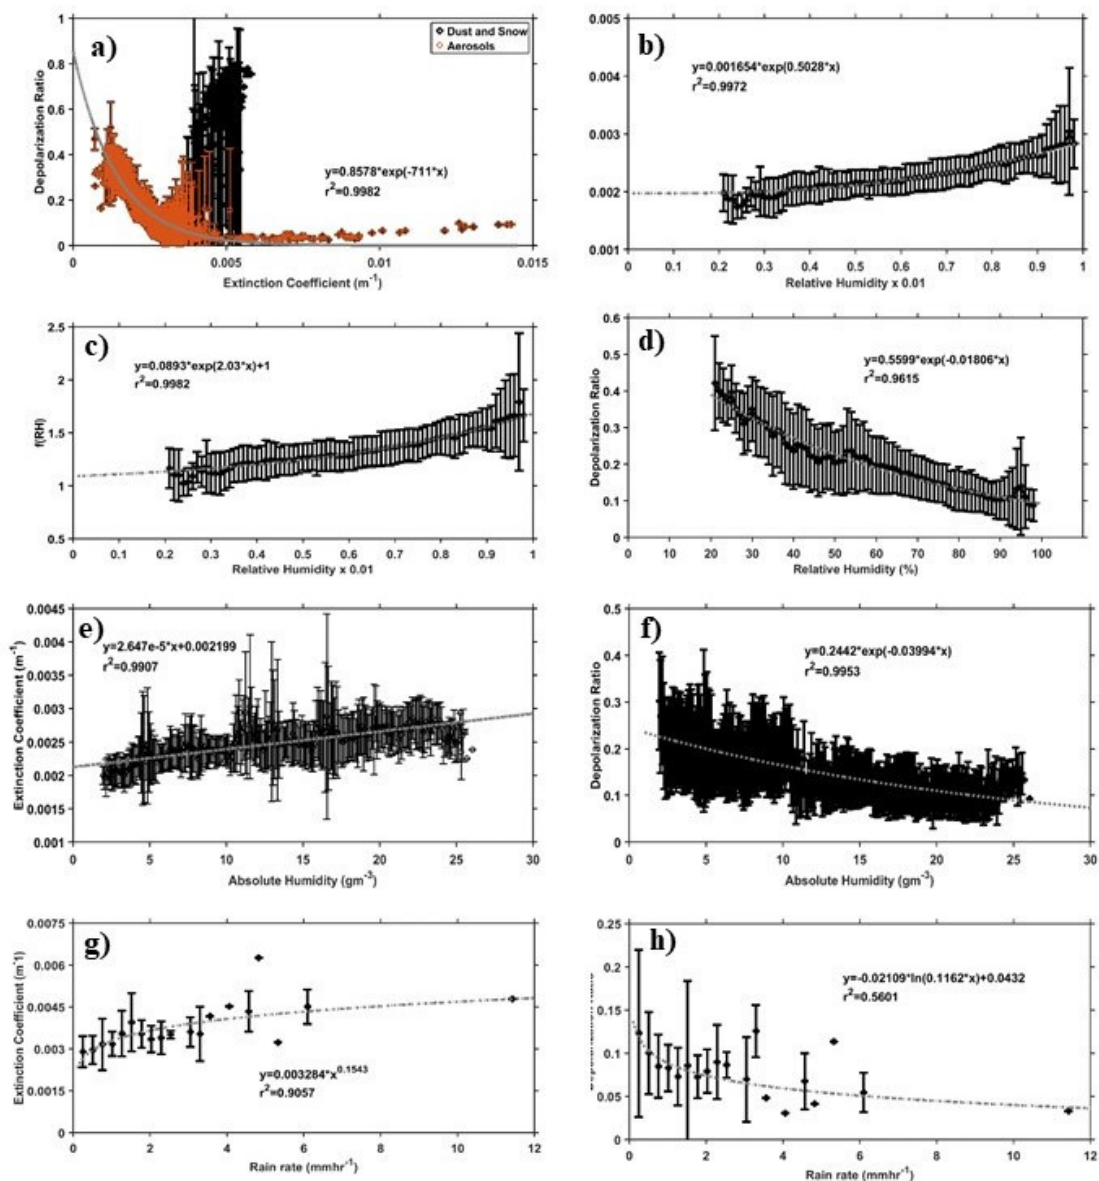 a)
Dust and Snow
Aerosols
Depolarization Ratio
1
0.8
0.6
0.4
0.2
0
y=0.8578*exp(-711*x)
r²=0.9982
0 0.005 0.01 0.015
Extinction Coefficient (m⁻¹)
b)
0.005
0.004
0.003
0.002
0.001
y=0.001654*exp(0.5028*x)
r²=0.9972
0 0.1 0.2 0.3 0.4 0.5 0.6 0.7 0.8 0.9 1
Relative Humidity x 0.01
c)
f(RH)
2.5
2
1.5
1
0.5
y=0.0893*exp(2.03*x)+1
r²=0.9982
0 0.1 0.2 0.3 0.4 0.5 0.6 0.7 0.8 0.9 1
Relative Humidity x 0.01
d)
Depolarization Ratio
0.6
0.5
0.4
0.3
0.2
0.1
0
y=0.5599*exp(-0.01806*x)
r²=0.9615
0 10 20 30 40 50 60 70 80 90 100
Relative Humidity (%)
e)
Extinction Coefficient (m⁻¹)
0.0045
0.004
0.0035
0.003
0.0025
0.002
0.0015
0.001
y=2.647e-5*x+0.002199
r²=0.9907
0 5 10 15 20 25 30
Absolute Humidity (gm⁻³)
f)
Depolarization Ratio
0.5
0.4
0.3
0.2
0.1
0
y=0.2442*exp(-0.03994*x)
r²=0.9953
0 5 10 15 20 25 30
Absolute Humidity (gm⁻³)
g)
Extinction Coefficient (m⁻1)
0.0075
0.006
0.0045
0.003
0.0015
0
y=0.003284*x^0.1543
r²=0.9057
0 2 4 6 8 10 12
Rain rate (mmhr⁻¹)
h)
0.25
0.2
0.15
0.1
0.05
0
y=-0.02109*ln(0.1162*x)+0.0432
r²=0.5601
0 2 4 6 8 10 12
Rain rate (mmhr⁻¹)